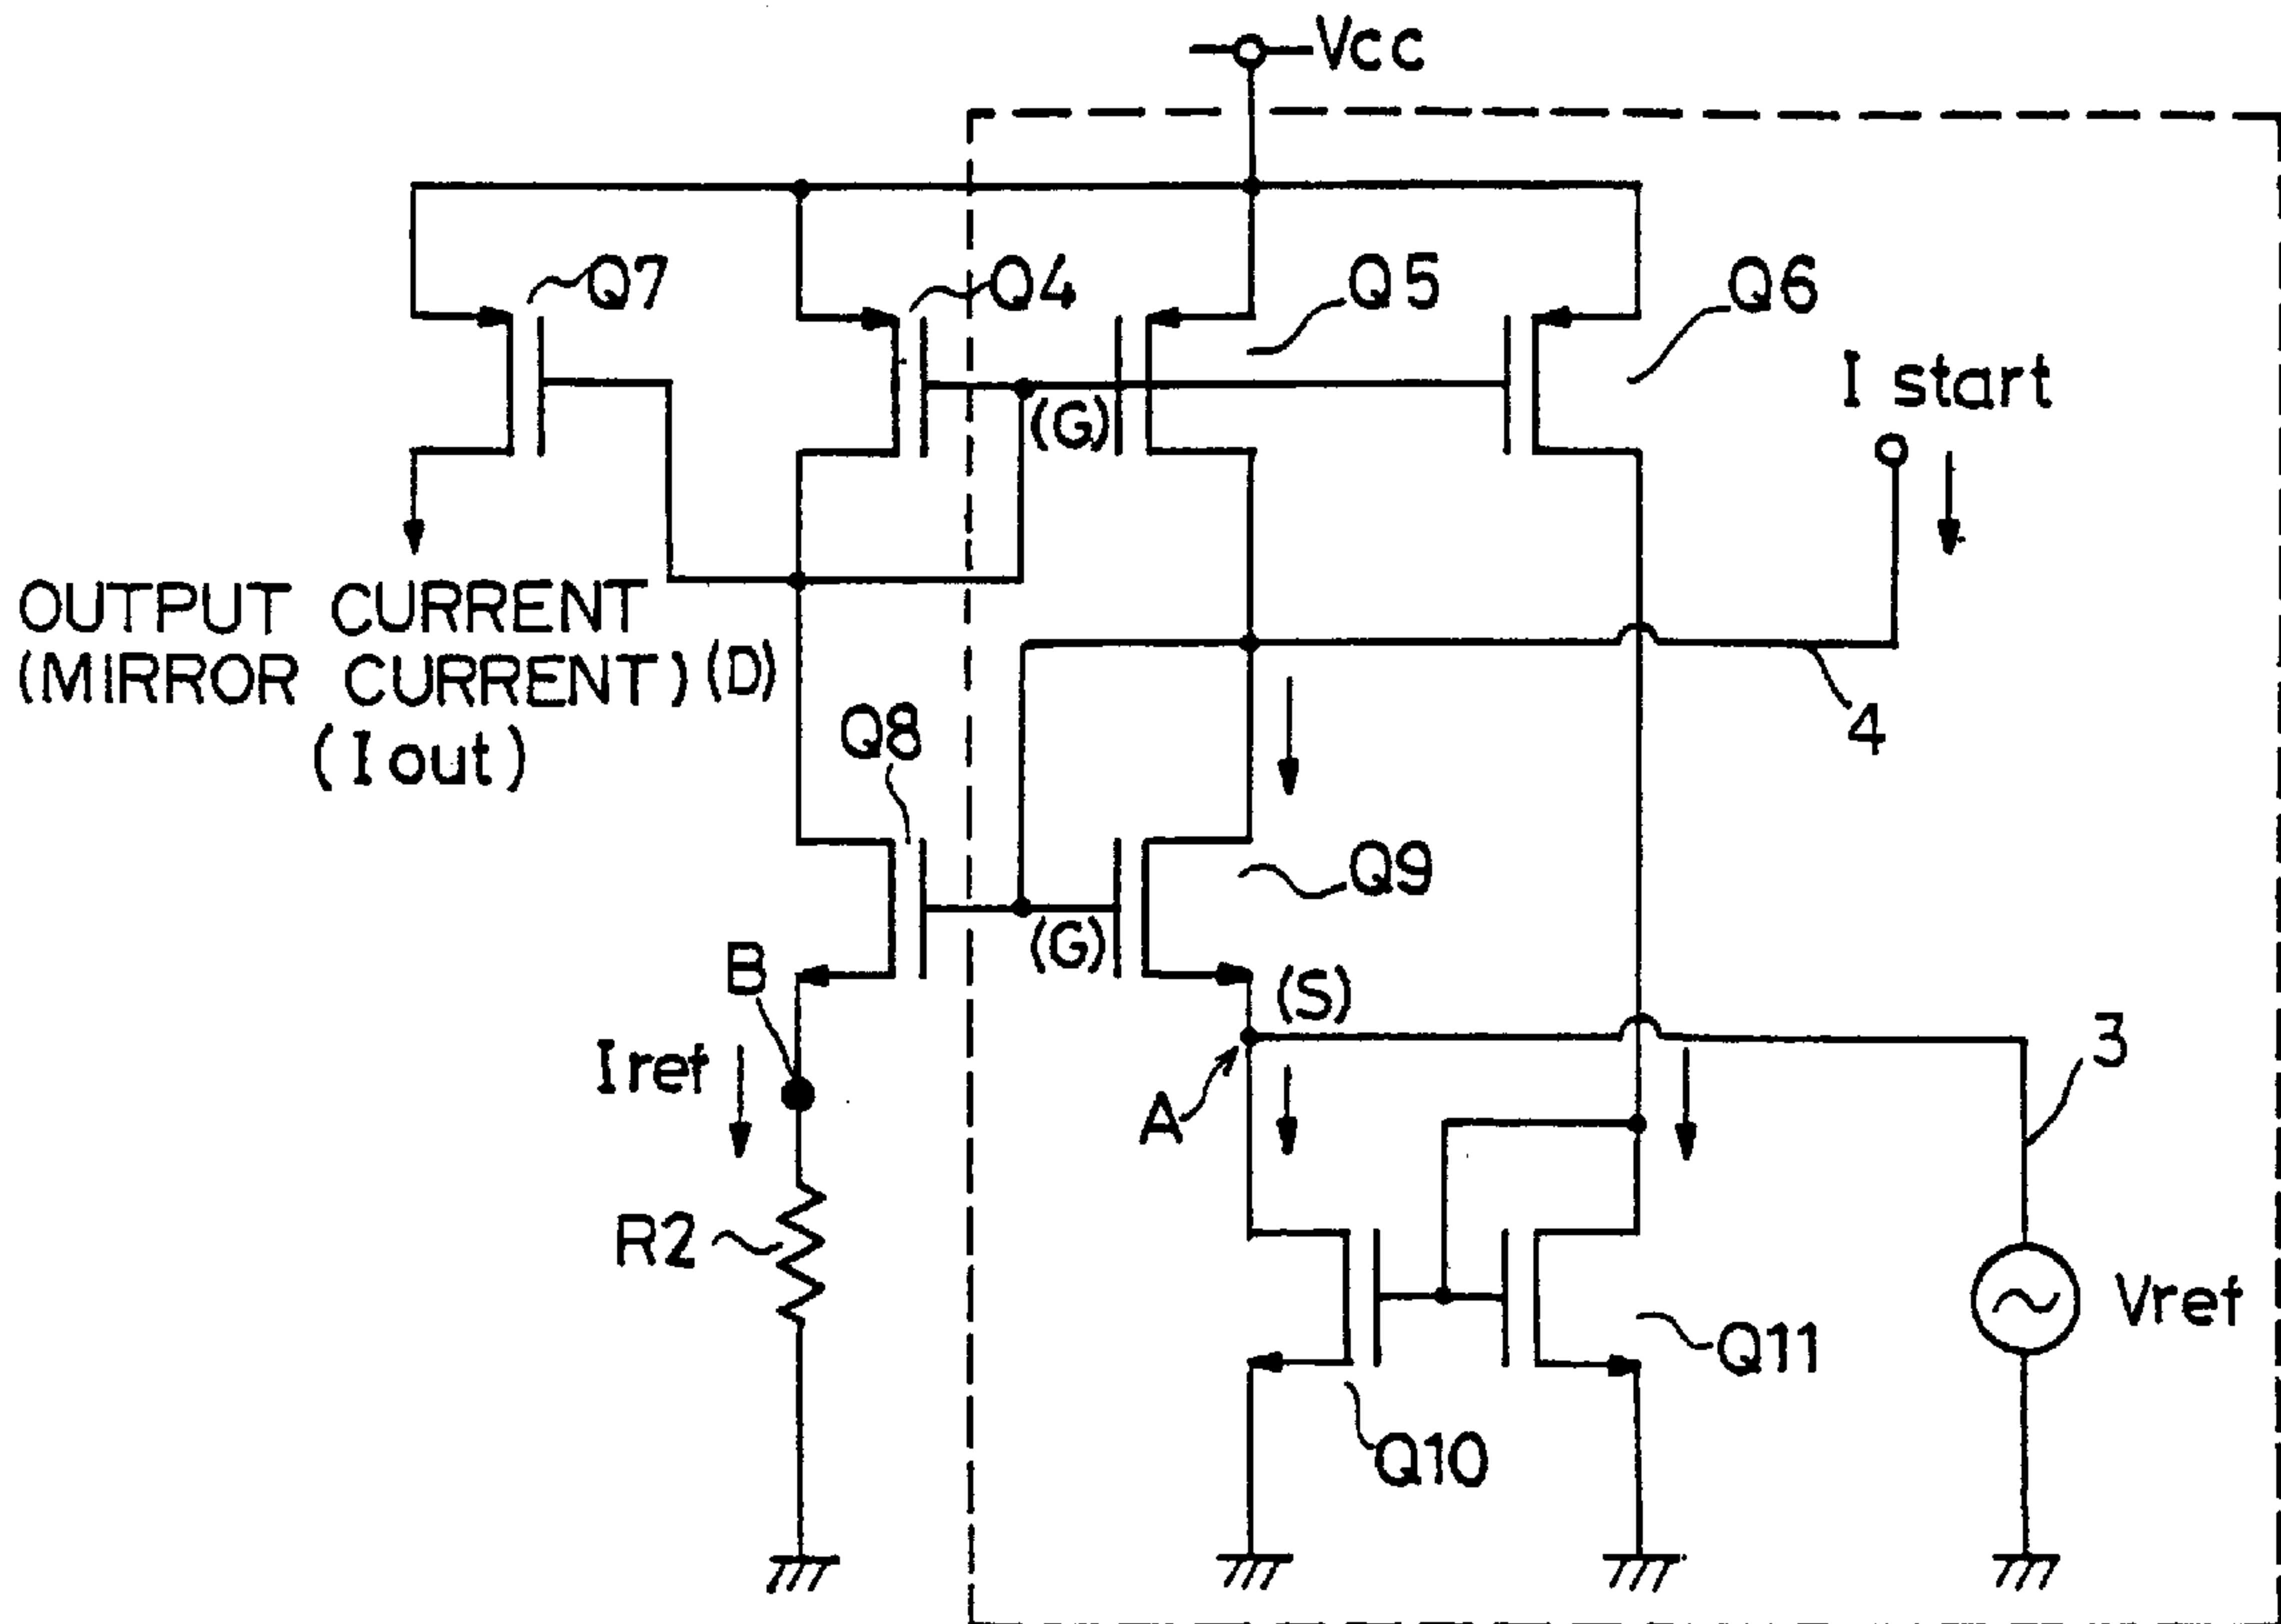 Vcc
Q7
Q4
Q5
Q6
I start
(G)
OUTPUT CURRENT
(MIRROR CURRENT) (D)
(Iout)
Q8
4
Q9
(G)
B
(S)
Iref
A
3
R2
Vref
Q11
Q10